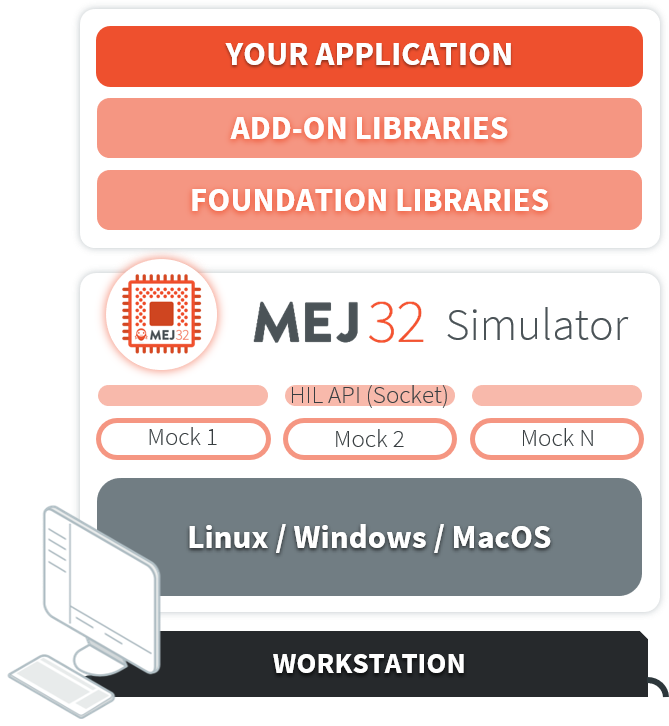 YOUR APPLICATION
ADD-ON LIBRARIES
FOUNDATION LIBRARIES
MEJ32
MEJ32 Simulator
HIL API (Socket)
Mock 1 Mock 2 Mock N
Linux / Windows / MacOS
WORKSTATION